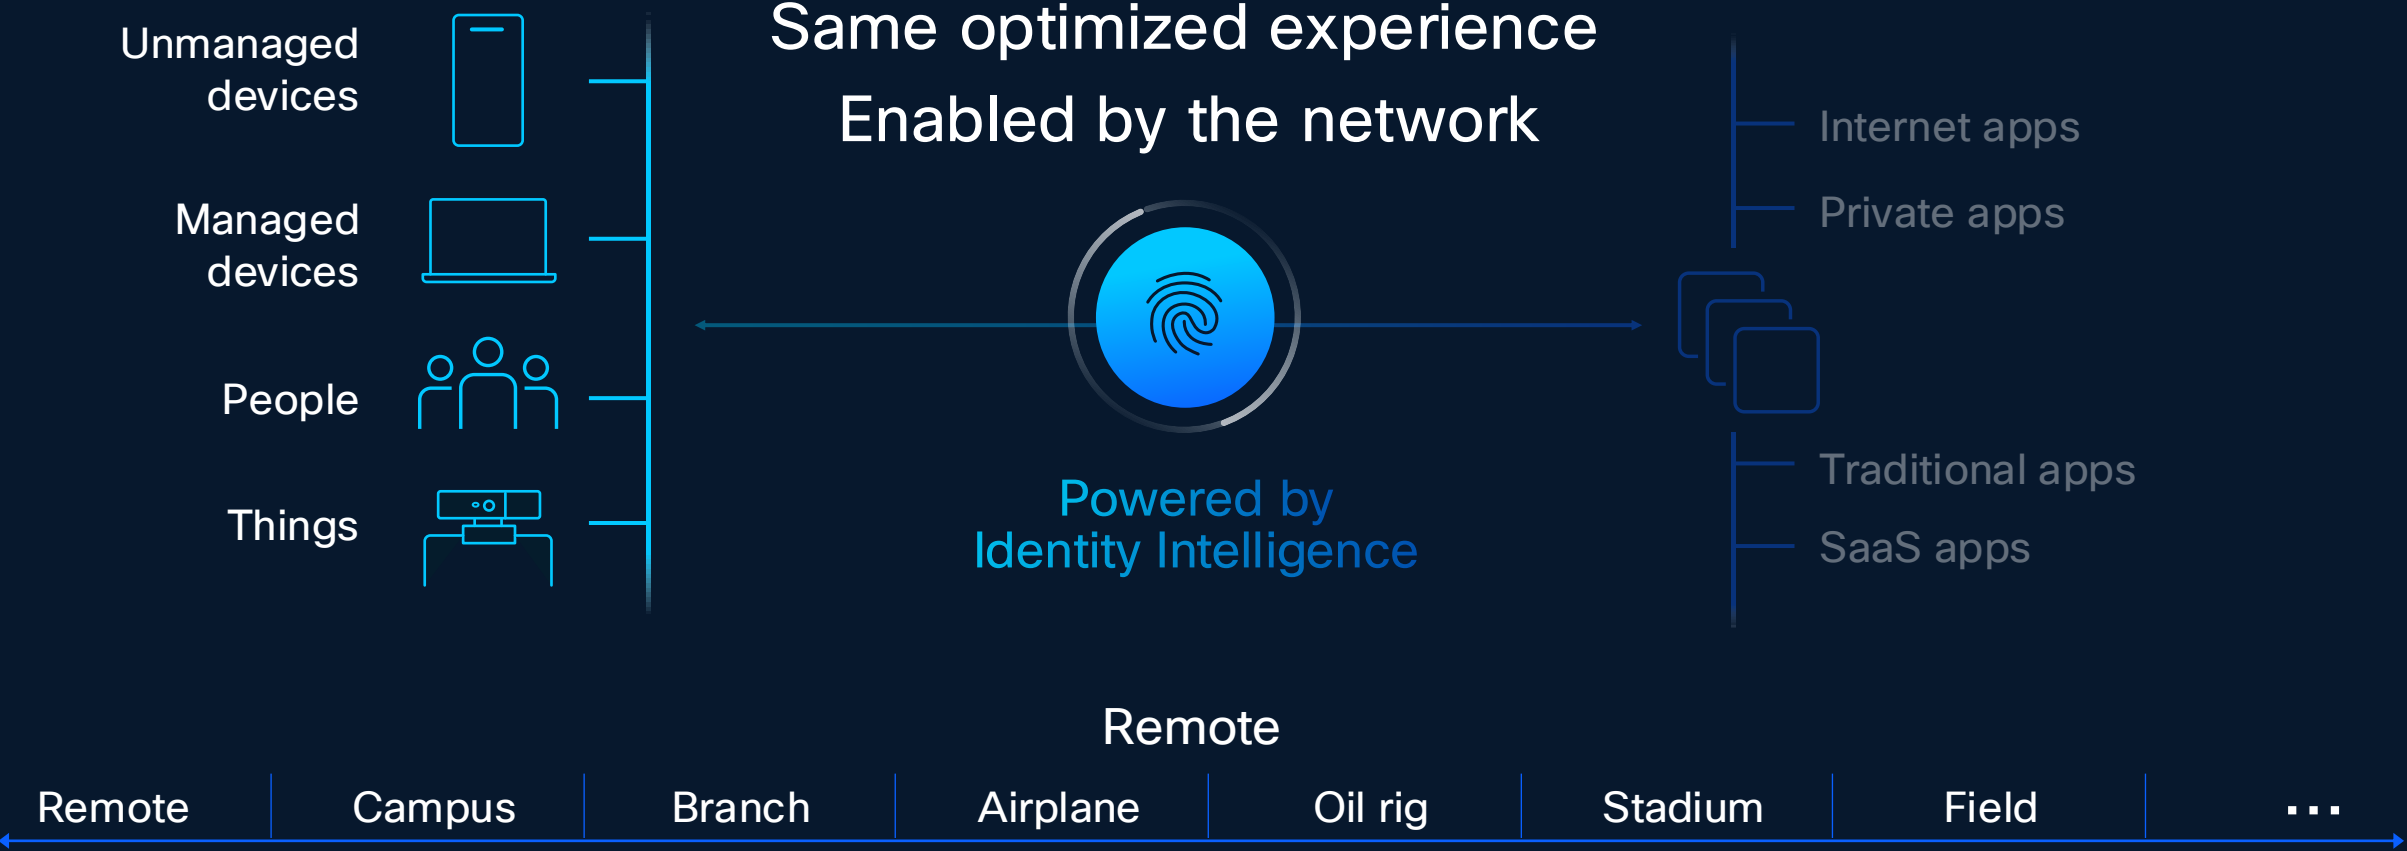 Same optimized experience
Enabled by the network
Unmanaged
devices
Managed
devices
People
Things
Powered by
Identity Intelligence
Internet apps
Private apps
Traditional apps
SaaS apps
Remote
Remote Campus Branch Airplane Oil rig Stadium Field ...